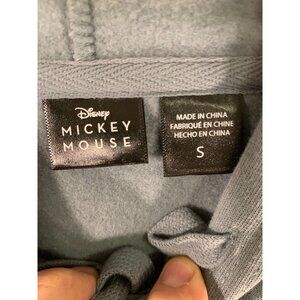 Disney
MICKEY
MOUSE
MADE IN CHINA
FABRIQUÉ EN CHINE
HECHO EN CHINA
S